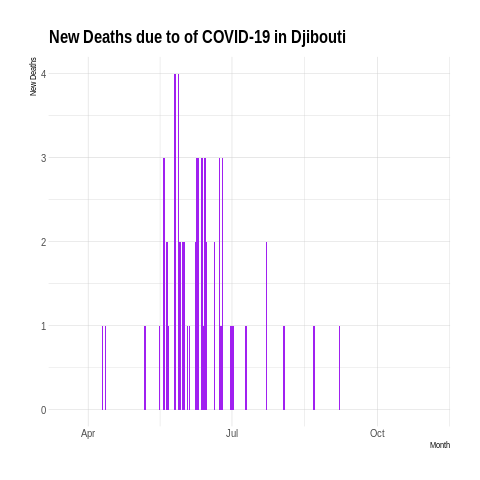 New Deaths due to of COVID-19 in Djibouti
New Deaths
4
3
2
1
0
Apr Jul Oct
Month